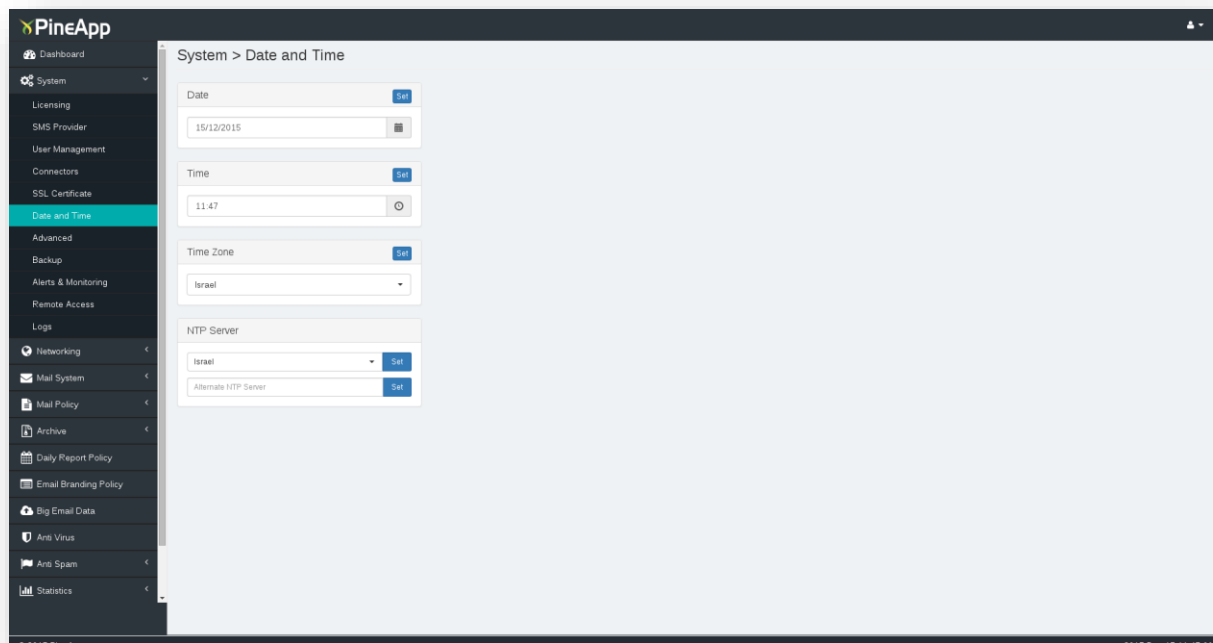 PineApp
Dashboard
System
Licensing
SMS Provider
User Management
Connectors
SSL Certificate
Date and Time
Advanced
Backup
Alerts & Monitoring
Remote Access
Logs
Networking
Mail System
Mail Policy
Archive
Daily Report Policy
Email Branding Policy
Big Email Data
Anti Virus
Anti Spam
Statistics
System > Date and Time
Date Set
15/12/2015
Time Set
11:47
Time Zone Set
Israel
NTP Server
Israel Set
Alternate NTP Server Set